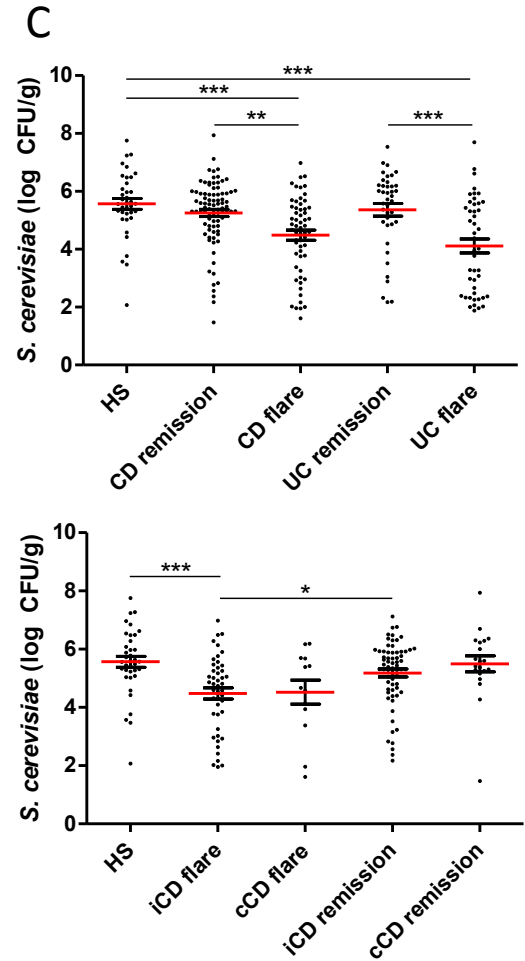 C
***
***
** ***
10
8
6
4
2
0
S. cerevisiae (log CFU/g)
HS
CD remission
CD flare
UC remission
UC flare
***
*
10
8
6
4
2
0
S. cerevisiae (log CFU/g)
HS
iCD flare
cCD flare
iCD remission
cCD remission